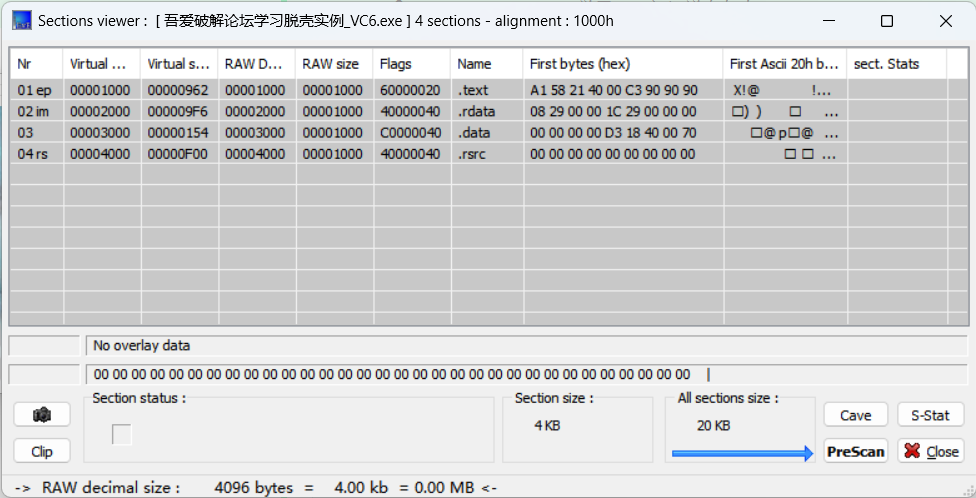 Sections viewer : [ 吾爱破解论坛学习脱壳实例_VC6.exe ] 4 sections - alignment : 1000h
Nr Virtual ... Virtual s... RAW D... RAW size Flags Name First bytes (hex) First Ascii 20h b... sect. Stats
01 ep 00001000 00000962 00001000 00001000 60000020 .text A1 58 21 40 00 C3 90 90 90 X!@ !...
02 im 00002000 000009F6 00002000 00001000 40000040 .rdata 08 29 00 00 1C 29 00 00 00 □) ) □ ...
03 00003000 00000154 00003000 00001000 C0000040 .data 00 00 00 00 D3 18 40 00 70 □@ p□@ ...
04 rs 00004000 00000F00 00004000 00001000 40000040 .rsrc 00 00 00 00 00 00 00 00 00 □ □ ...
No overlay data
00 00 00 00 00 00 00 00 00 00 00 00 00 00 00 00 00 00 00 00 00 00 00 00 00 00 00 00 00 00 00 00 |
Section status :
Section size :
All sections size :
4 KB
20 KB
Cave
S-Stat
Clip
PreScan
Close
-> RAW decimal size : 4096 bytes = 4.00 kb = 0.00 MB <-